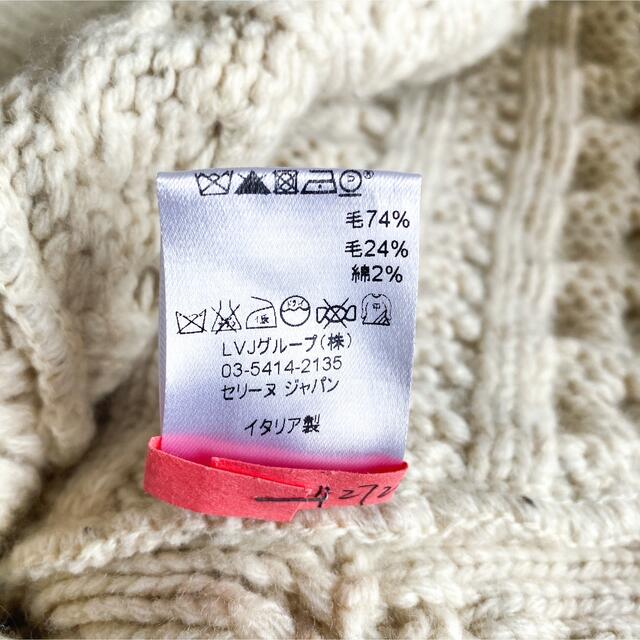 毛74%
毛24%
綿2%
LVJグループ(株)
03-5414-2135
セリーヌ ジャパン
イタリア製
4272